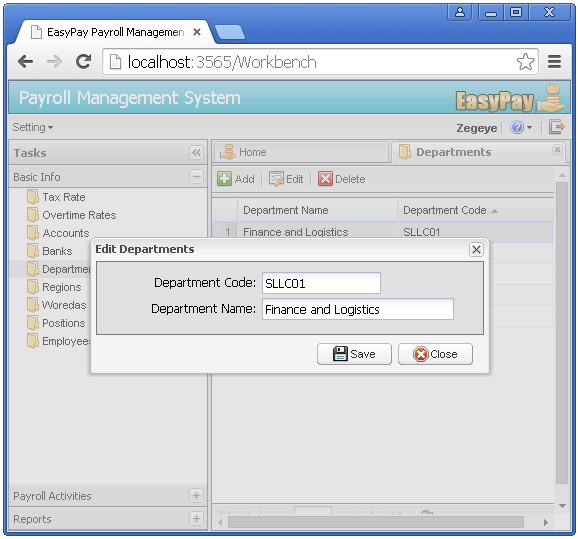 EasyPay Payroll Managemen
localhost:3565/Workbench
Payroll Management System
EasyPay
Setting
Zegeye
Tasks
Home
Departments
Basic Info
Add
Edit
Delete
Tax Rate
Overtime Rates
Accounts
Banks
Departmen
Regions
Woredas
Positions
Employees
Department Name
Department Code
1
Finance and Logistics
SLLC01
Edit Departments
Department Code:
SLLC01
Department Name:
Finance and Logistics
Save
Close
Payroll Activities
Reports